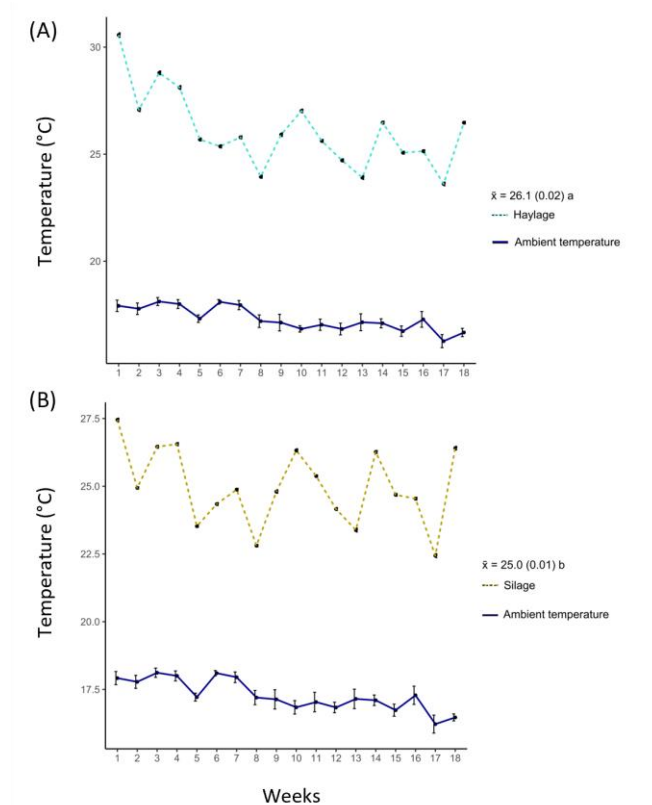 (A)
Temperature (°C)
30
25
20
x̄ = 26.1 (0.02) a
Haylage
Ambient temperature
1 2 3 4 5 6 7 8 9 10 11 12 13 14 15 16 17 18
(B)
Temperature (°C)
27.5
25.0
22.5
20.0
17.5
x̄ = 25.0 (0.01) b
Silage
Ambient temperature
1 2 3 4 5 6 7 8 9 10 11 12 13 14 15 16 17 18
Weeks